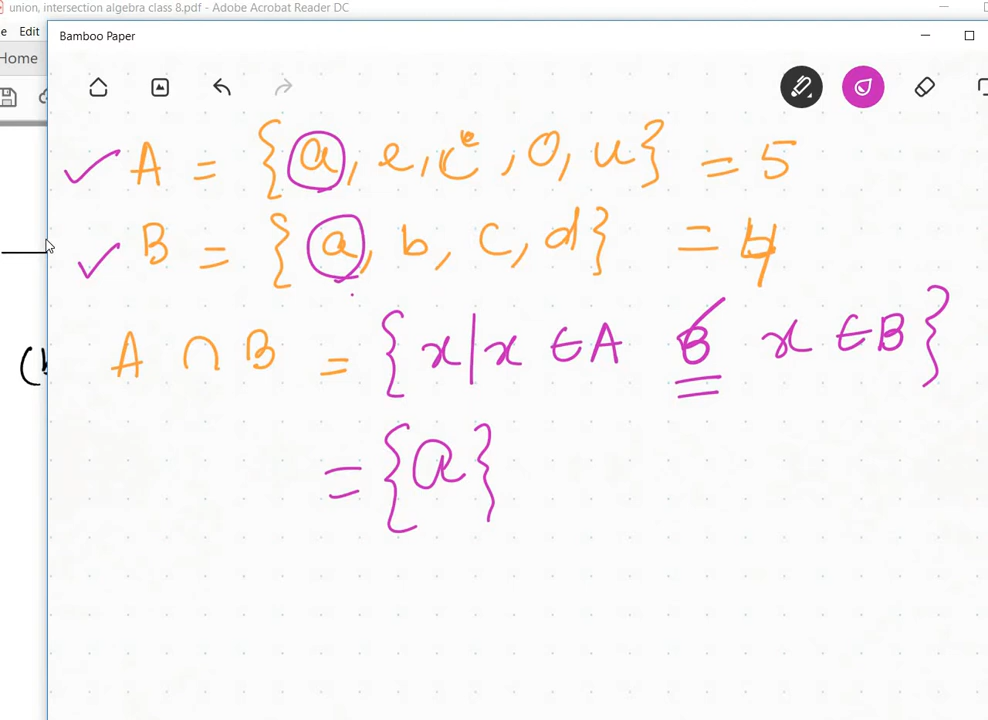 union, intersection algebra class 8.pdf - Adobe Acrobat Reader DC
Edit
Home
Bamboo Paper
A = {a, e, i, o, u} = 5
B = {a, b, c, d} = 4
A ∩ B = {x | x ∈ A & x ∈ B}
= {a}